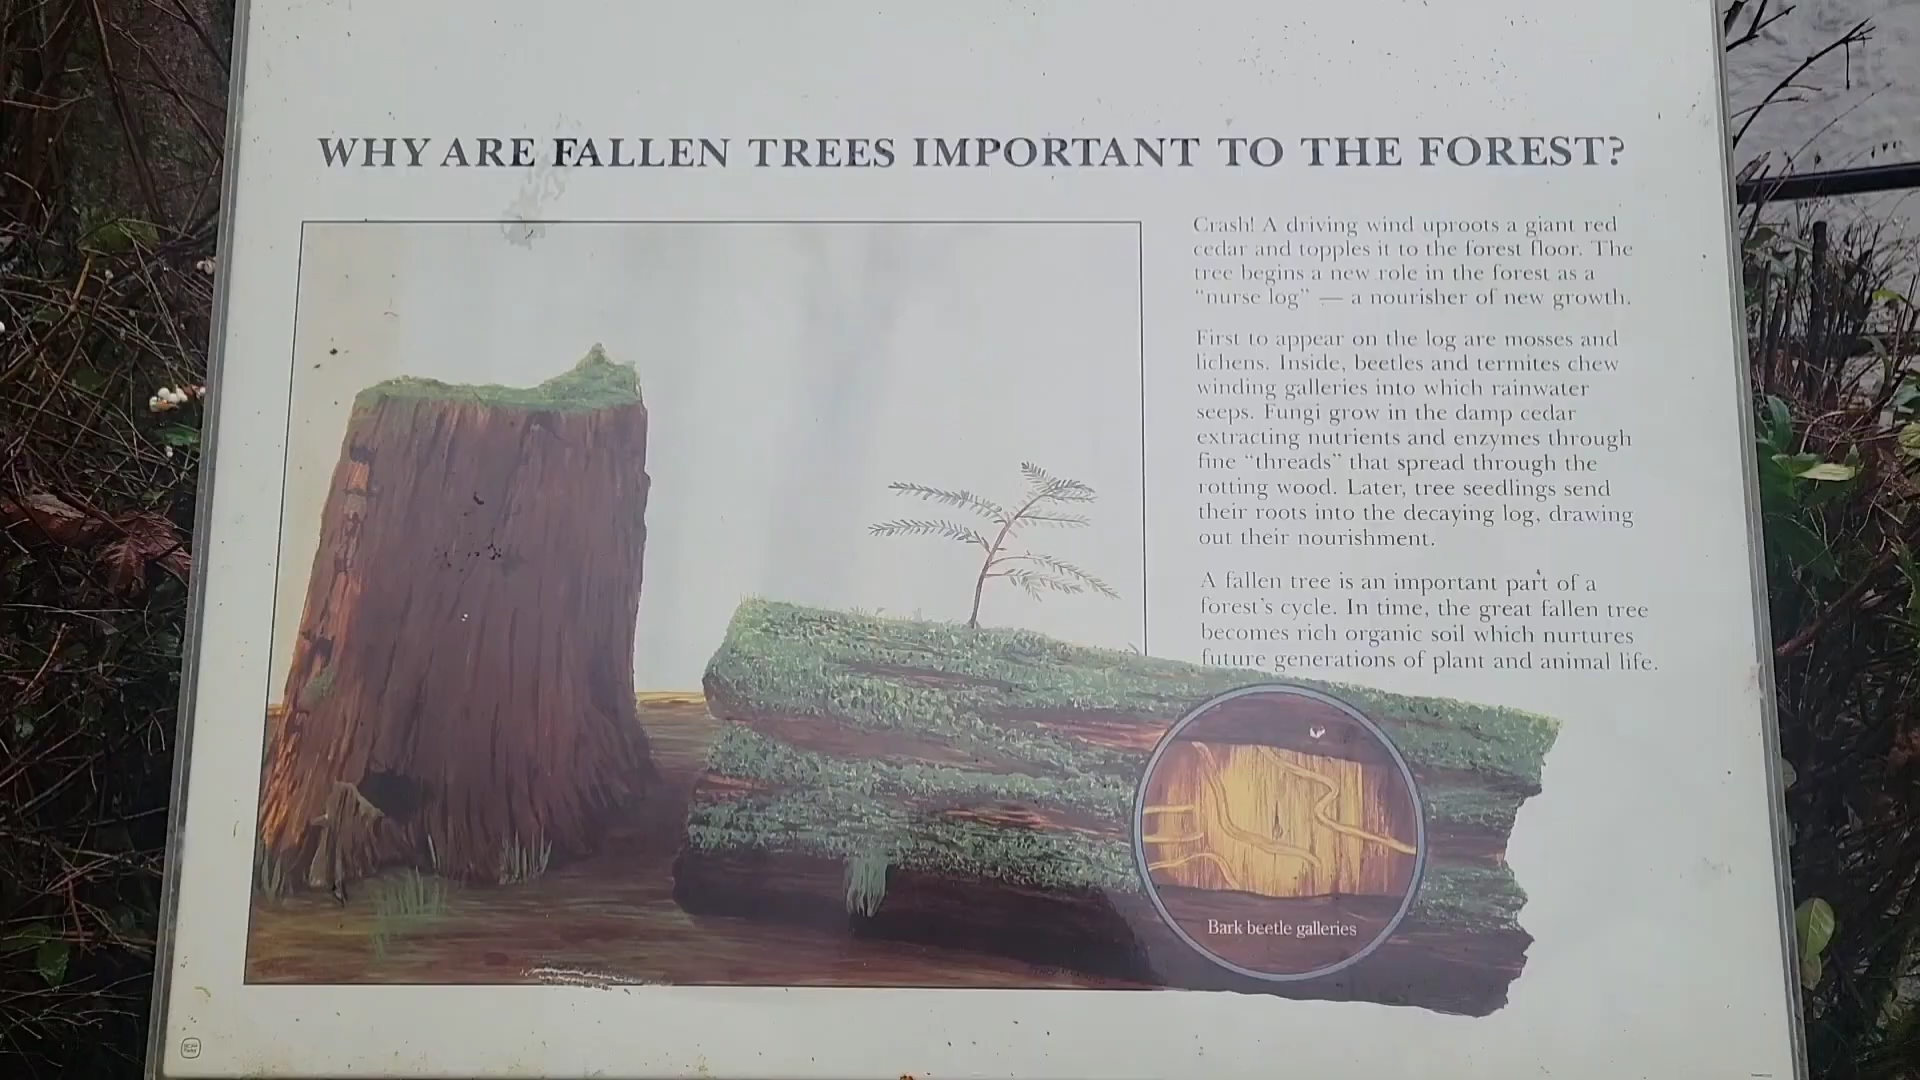 WHY ARE FALLEN TREES IMPORTANT TO THE FOREST?
Crash! A driving wind uproots a giant red
cedar and topples it to the forest floor. The
tree begins a new role in the forest as a
“nurse log” — a nourisher of new growth.
First to appear on the log are mosses and
lichens. Inside, beetles and termites chew
winding galleries into which rainwater
seeps. Fungi grow in the damp cedar
extracting nutrients and enzymes through
fine “threads” that spread through the
rotting wood. Later, tree seedlings send
their roots into the decaying log, drawing
out their nourishment.
A fallen tree is an important part of a
forest’s cycle. In time, the great fallen tree
becomes rich organic soil which nurtures
future generations of plant and animal life.
Bark beetle galleries